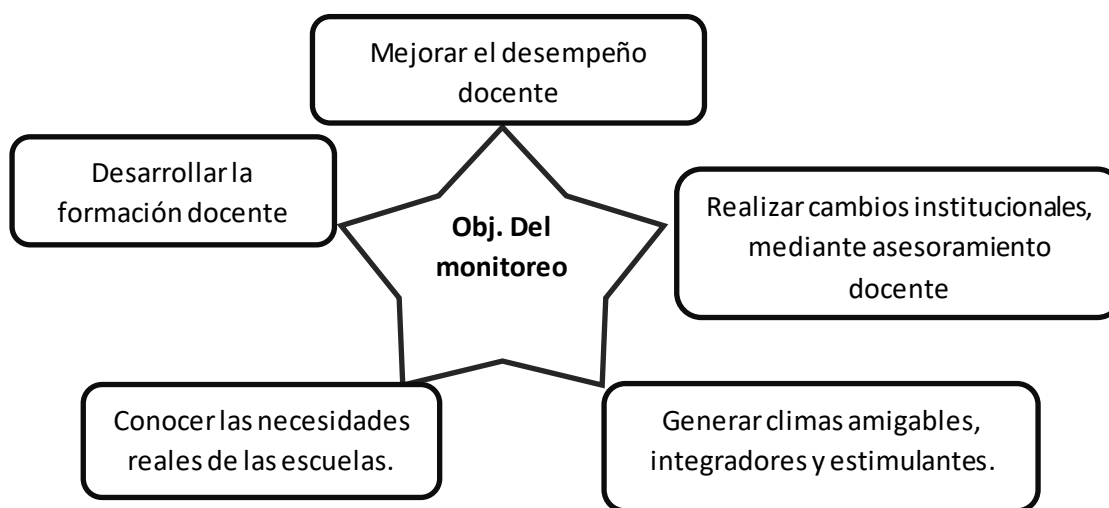 Mejorar el desempeño
docente
Desarrollar la
formación docente
Obj. Del
monitoreo
Realizar cambios institucionales,
mediante asesoramiento
docente
Conocer las necesidades
reales de las escuelas.
Generar climas amigables,
integradores y estimulantes.